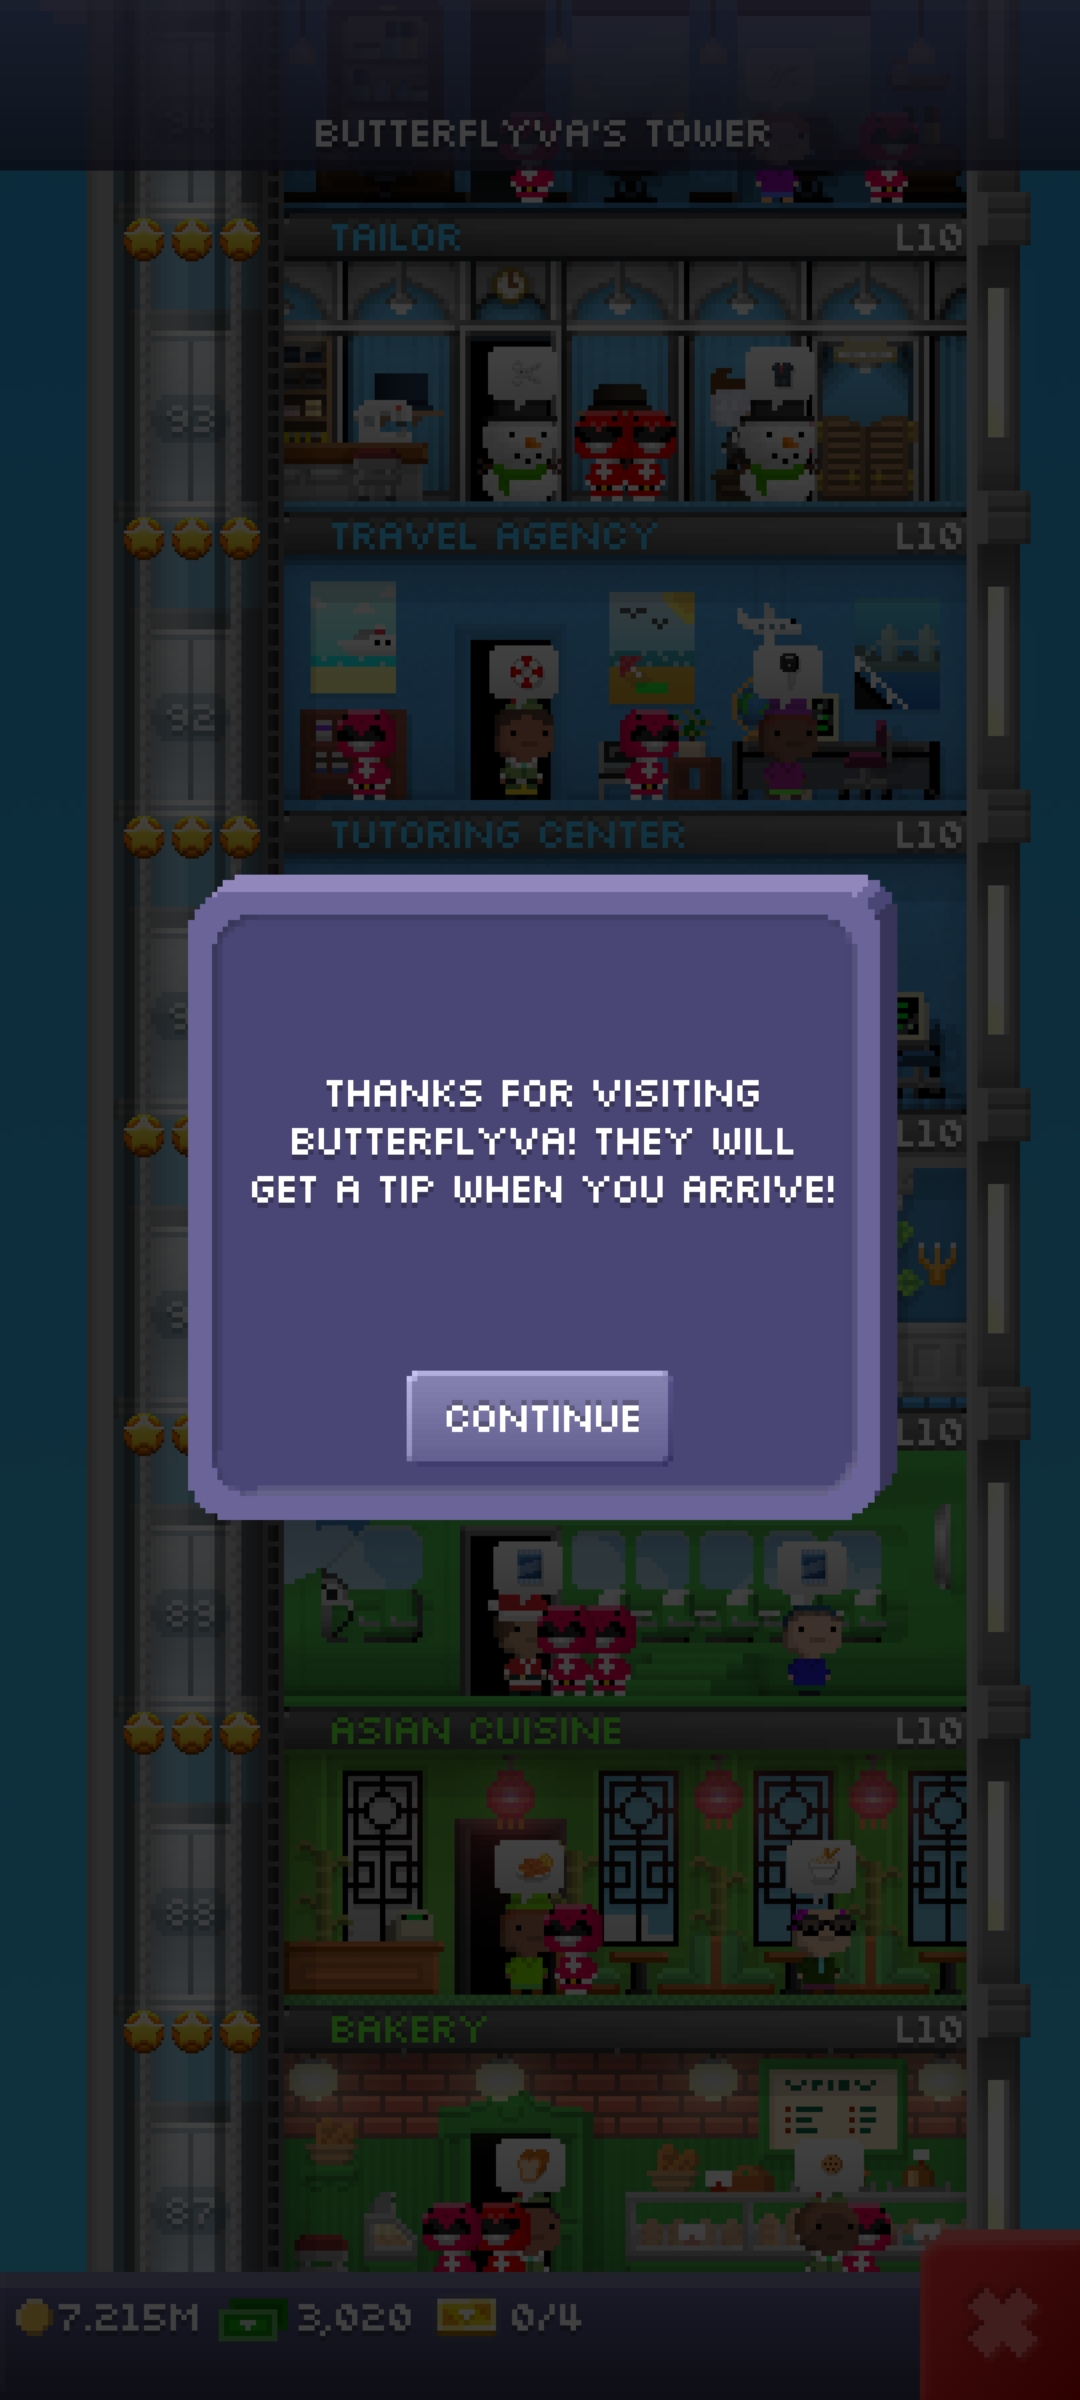 BUTTERFLYVA'S TOWER
TAILOR L10
93
TRAVEL AGENCY L10
92
TUTORING CENTER L10
THANKS FOR VISITING
BUTTERFLYVA! THEY WILL
GET A TIP WHEN YOU ARRIVE!
L10
CONTINUE
L10
89
ASIAN CUISINE L10
88
BAKERY L10
87
7.215M 3,020 0/4